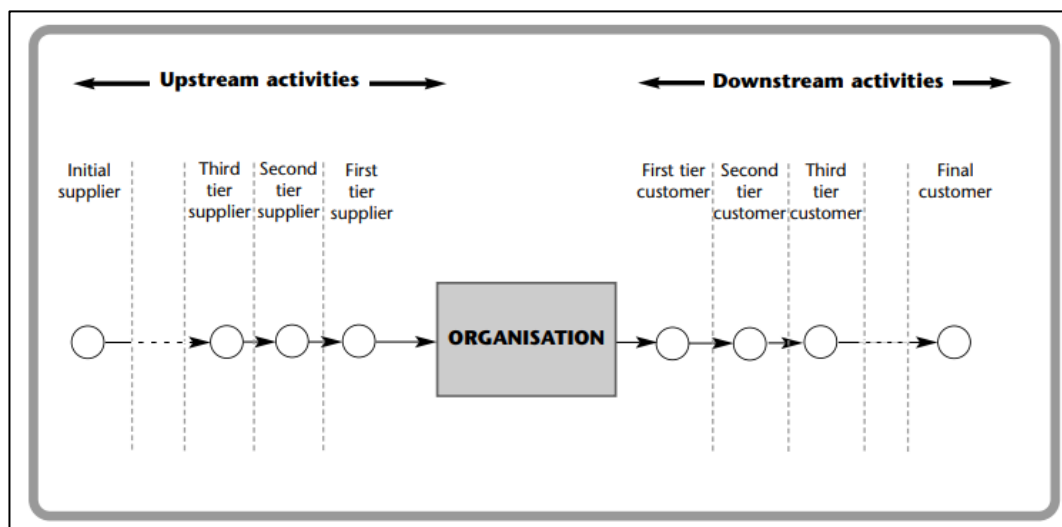 Upstream activities
Downstream activities
Initial
supplier
Third
tier
supplier
Second
tier
supplier
First
tier
supplier
First tier
customer
Second
tier
customer
Third
tier
customer
Final
customer
ORGANISATION